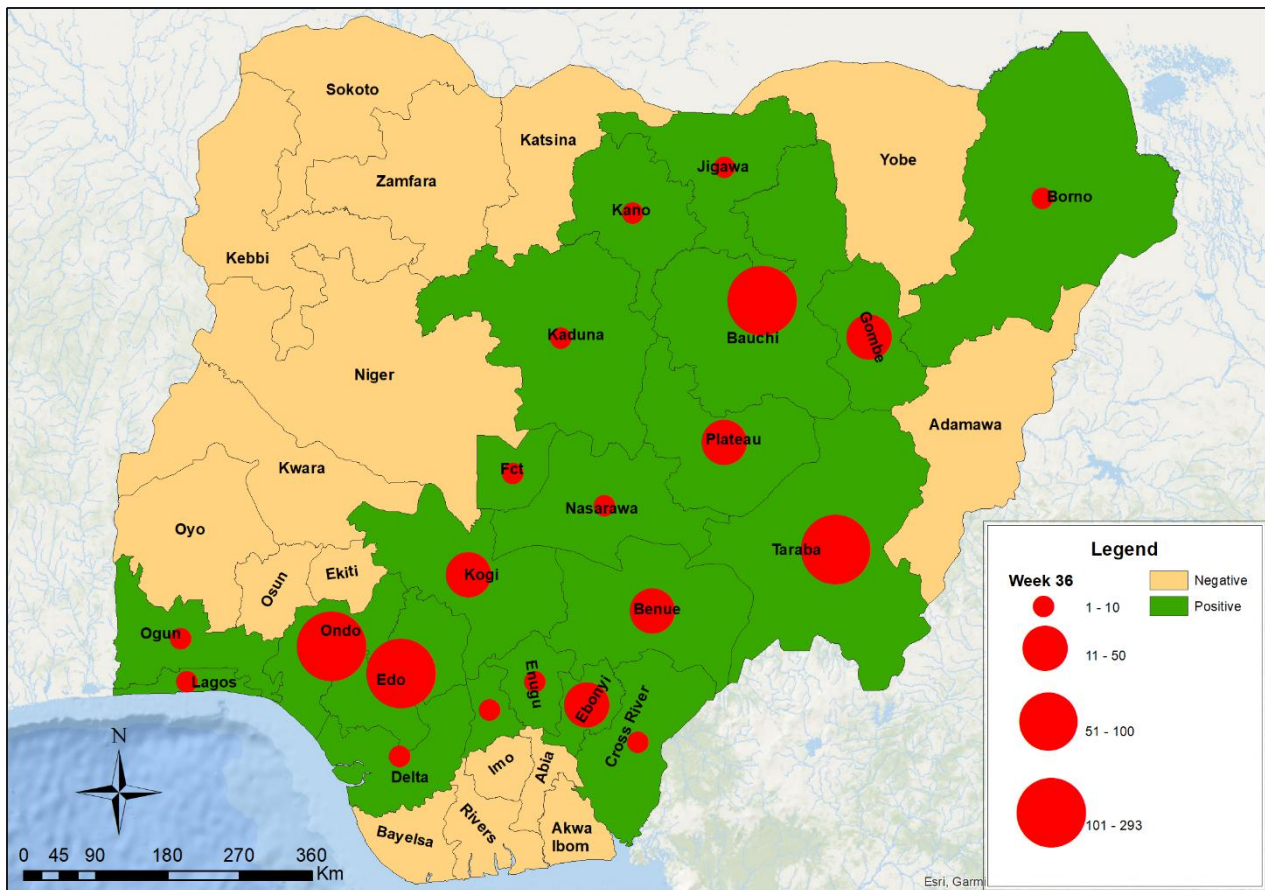 Sokoto
Katsina
Yobe
Jigawa
Zamfara
Borno
Kano
Kebbi
Gombe
Kaduna
Bauchi
Niger
Adamawa
Plateau
Kwara
Fct
Nasarawa
Oyo
Taraba
Ekiti
Osun
Kogi
Benue
Ogun
Ondo
Edo
Enugu
Lagos
Ebonyi
Cross River
Delta
Imo
Abia
Rivers
Bayelsa
Akwa
Ibom
N
0 45 90 180 270 360
Km
Legend
Week 36
1 - 10
11 - 50
51 - 100
101 - 293
Negative
Positive
Esri, Garmi